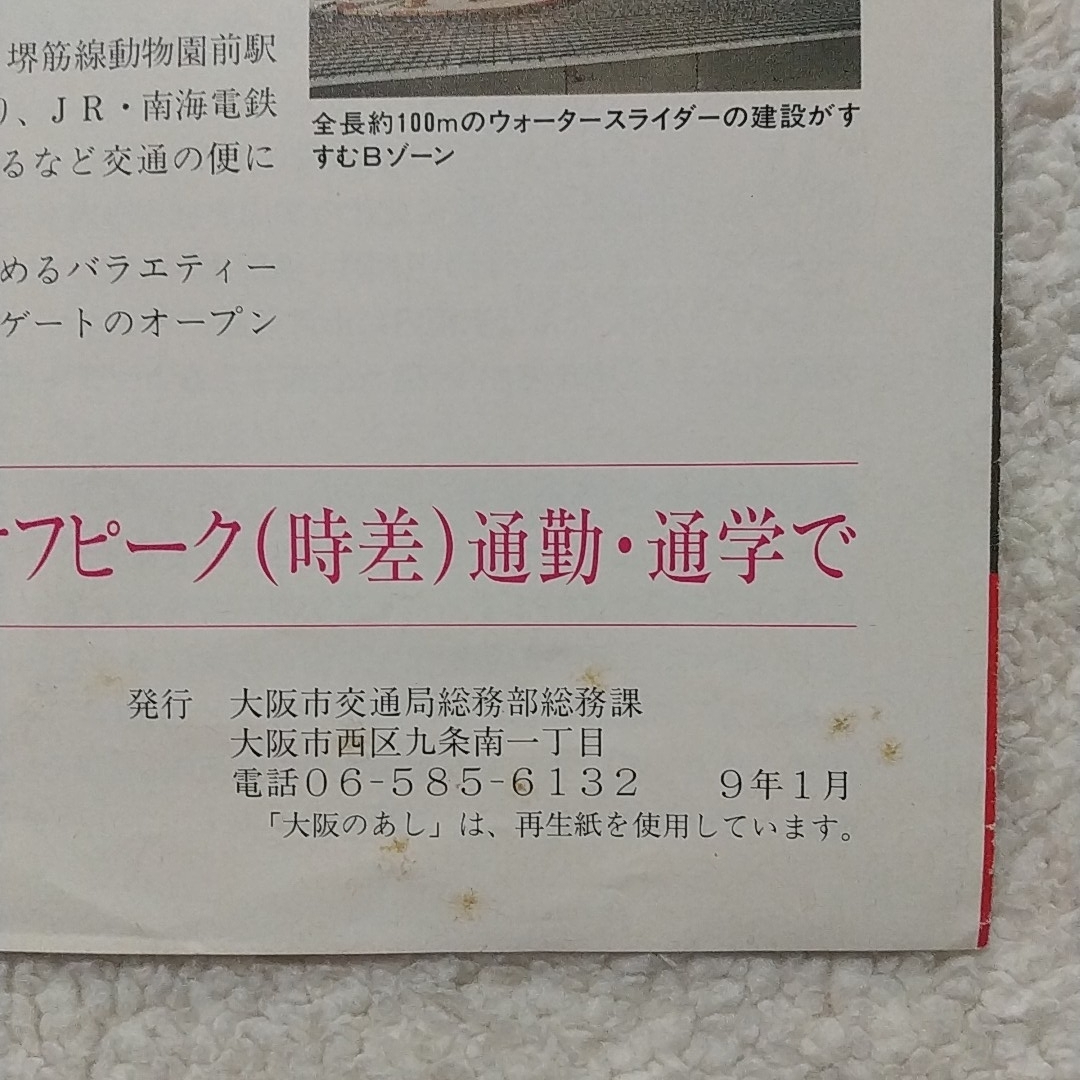 堺筋線動物園前駅
)、ＪＲ・南海電鉄
るなど交通の便に
めるバラエティー
ゲートのオープン
全長約100mのウォータースライダーの建設がす
すむBゾーン
フピーク(時差)通勤・通学で
発行　大阪市交通局総務部総務課
大阪市西区九条南一丁目
電話０６-５８５-６１３２　９年１月
「大阪のあし」は、再生紙を使用しています。